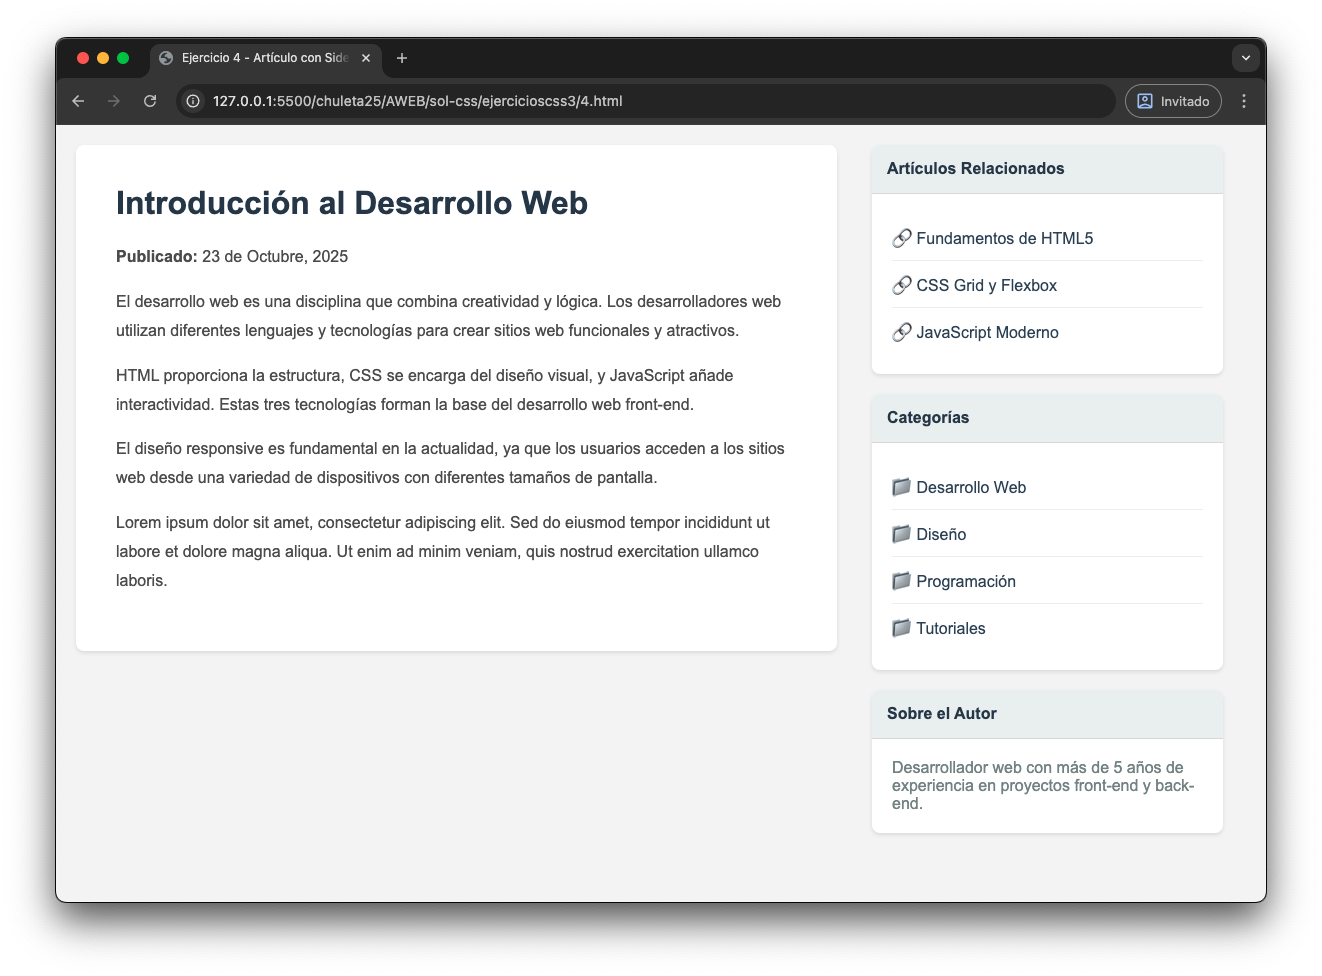 Ejercicio 4 - Artículo con Side
127.0.0.1:5500/chuleta25/AWEB/sol-css/ejercicioscss3/4.html
Invitado
Introducción al Desarrollo Web
Publicado: 23 de Octubre, 2025
El desarrollo web es una disciplina que combina creatividad y lógica. Los desarrolladores web
utilizan diferentes lenguajes y tecnologías para crear sitios web funcionales y atractivos.
HTML proporciona la estructura, CSS se encarga del diseño visual, y JavaScript añade
interactividad. Estas tres tecnologías forman la base del desarrollo web front-end.
El diseño responsive es fundamental en la actualidad, ya que los usuarios acceden a los sitios
web desde una variedad de dispositivos con diferentes tamaños de pantalla.
Lorem ipsum dolor sit amet, consectetur adipiscing elit. Sed do eiusmod tempor incididunt ut
labore et dolore magna aliqua. Ut enim ad minim veniam, quis nostrud exercitation ullamco
laboris.
Artículos Relacionados
Fundamentos de HTML5
CSS Grid y Flexbox
JavaScript Moderno
Categorías
Desarrollo Web
Diseño
Programación
Tutoriales
Sobre el Autor
Desarrollador web con más de 5 años de
experiencia en proyectos front-end y back-
end.